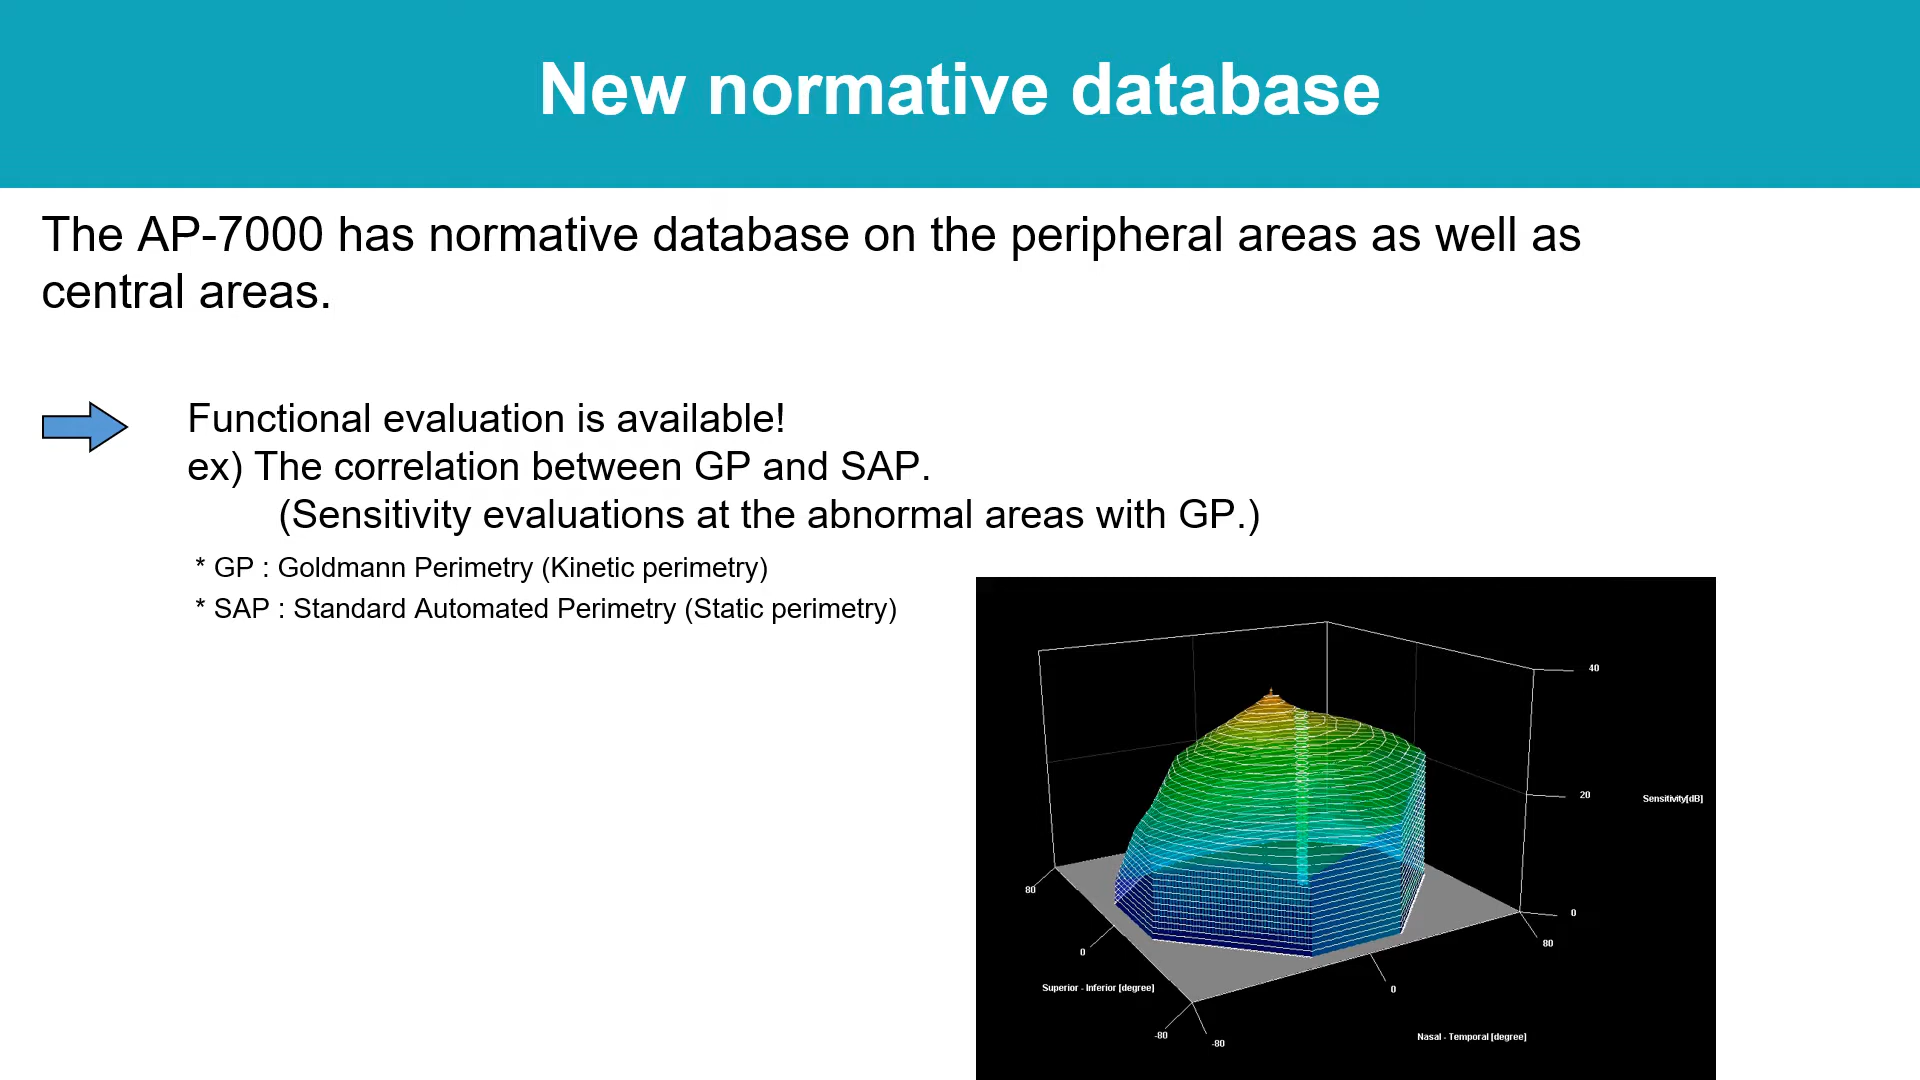 New normative database
The AP-7000 has normative database on the peripheral areas as well as
central areas.
Functional evaluation is available!
ex) The correlation between GP and SAP.
(Sensitivity evaluations at the abnormal areas with GP.)
* GP : Goldmann Perimetry (Kinetic perimetry)
* SAP : Standard Automated Perimetry (Static perimetry)
40
20
Sensitivity[dB]
80
0
80
0
Superior - Inferior [degree]
0
-80
-80
Nasal - Temporal [degree]